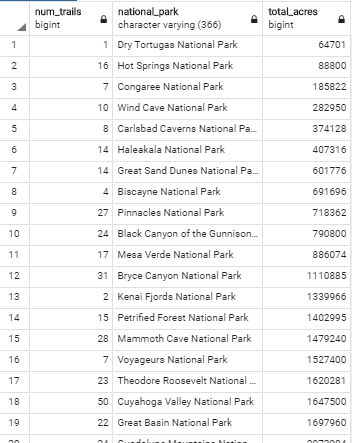 num_trails national_park total_acres
bigint character varying (366) bigint
1 1 Dry Tortugas National Park 64701
2 16 Hot Springs National Park 88800
3 7 Congaree National Park 185822
4 10 Wind Cave National Park 282950
5 8 Carlsbad Caverns National Pa... 374128
6 14 Haleakala National Park 407316
7 14 Great Sand Dunes National Pa... 601776
8 4 Biscayne National Park 691696
9 27 Pinnacles National Park 718362
10 24 Black Canyon of the Gunnison... 790800
11 17 Mesa Verde National Park 886074
12 31 Bryce Canyon National Park 1110885
13 2 Kenai Fjords National Park 1339966
14 15 Petrified Forest National Park 1402995
15 28 Mammoth Cave National Park 1479240
16 7 Voyageurs National Park 1527400
17 23 Theodore Roosevelt National ... 1620281
18 50 Cuyahoga Valley National Park 1647500
19 22 Great Basin National Park 1697960